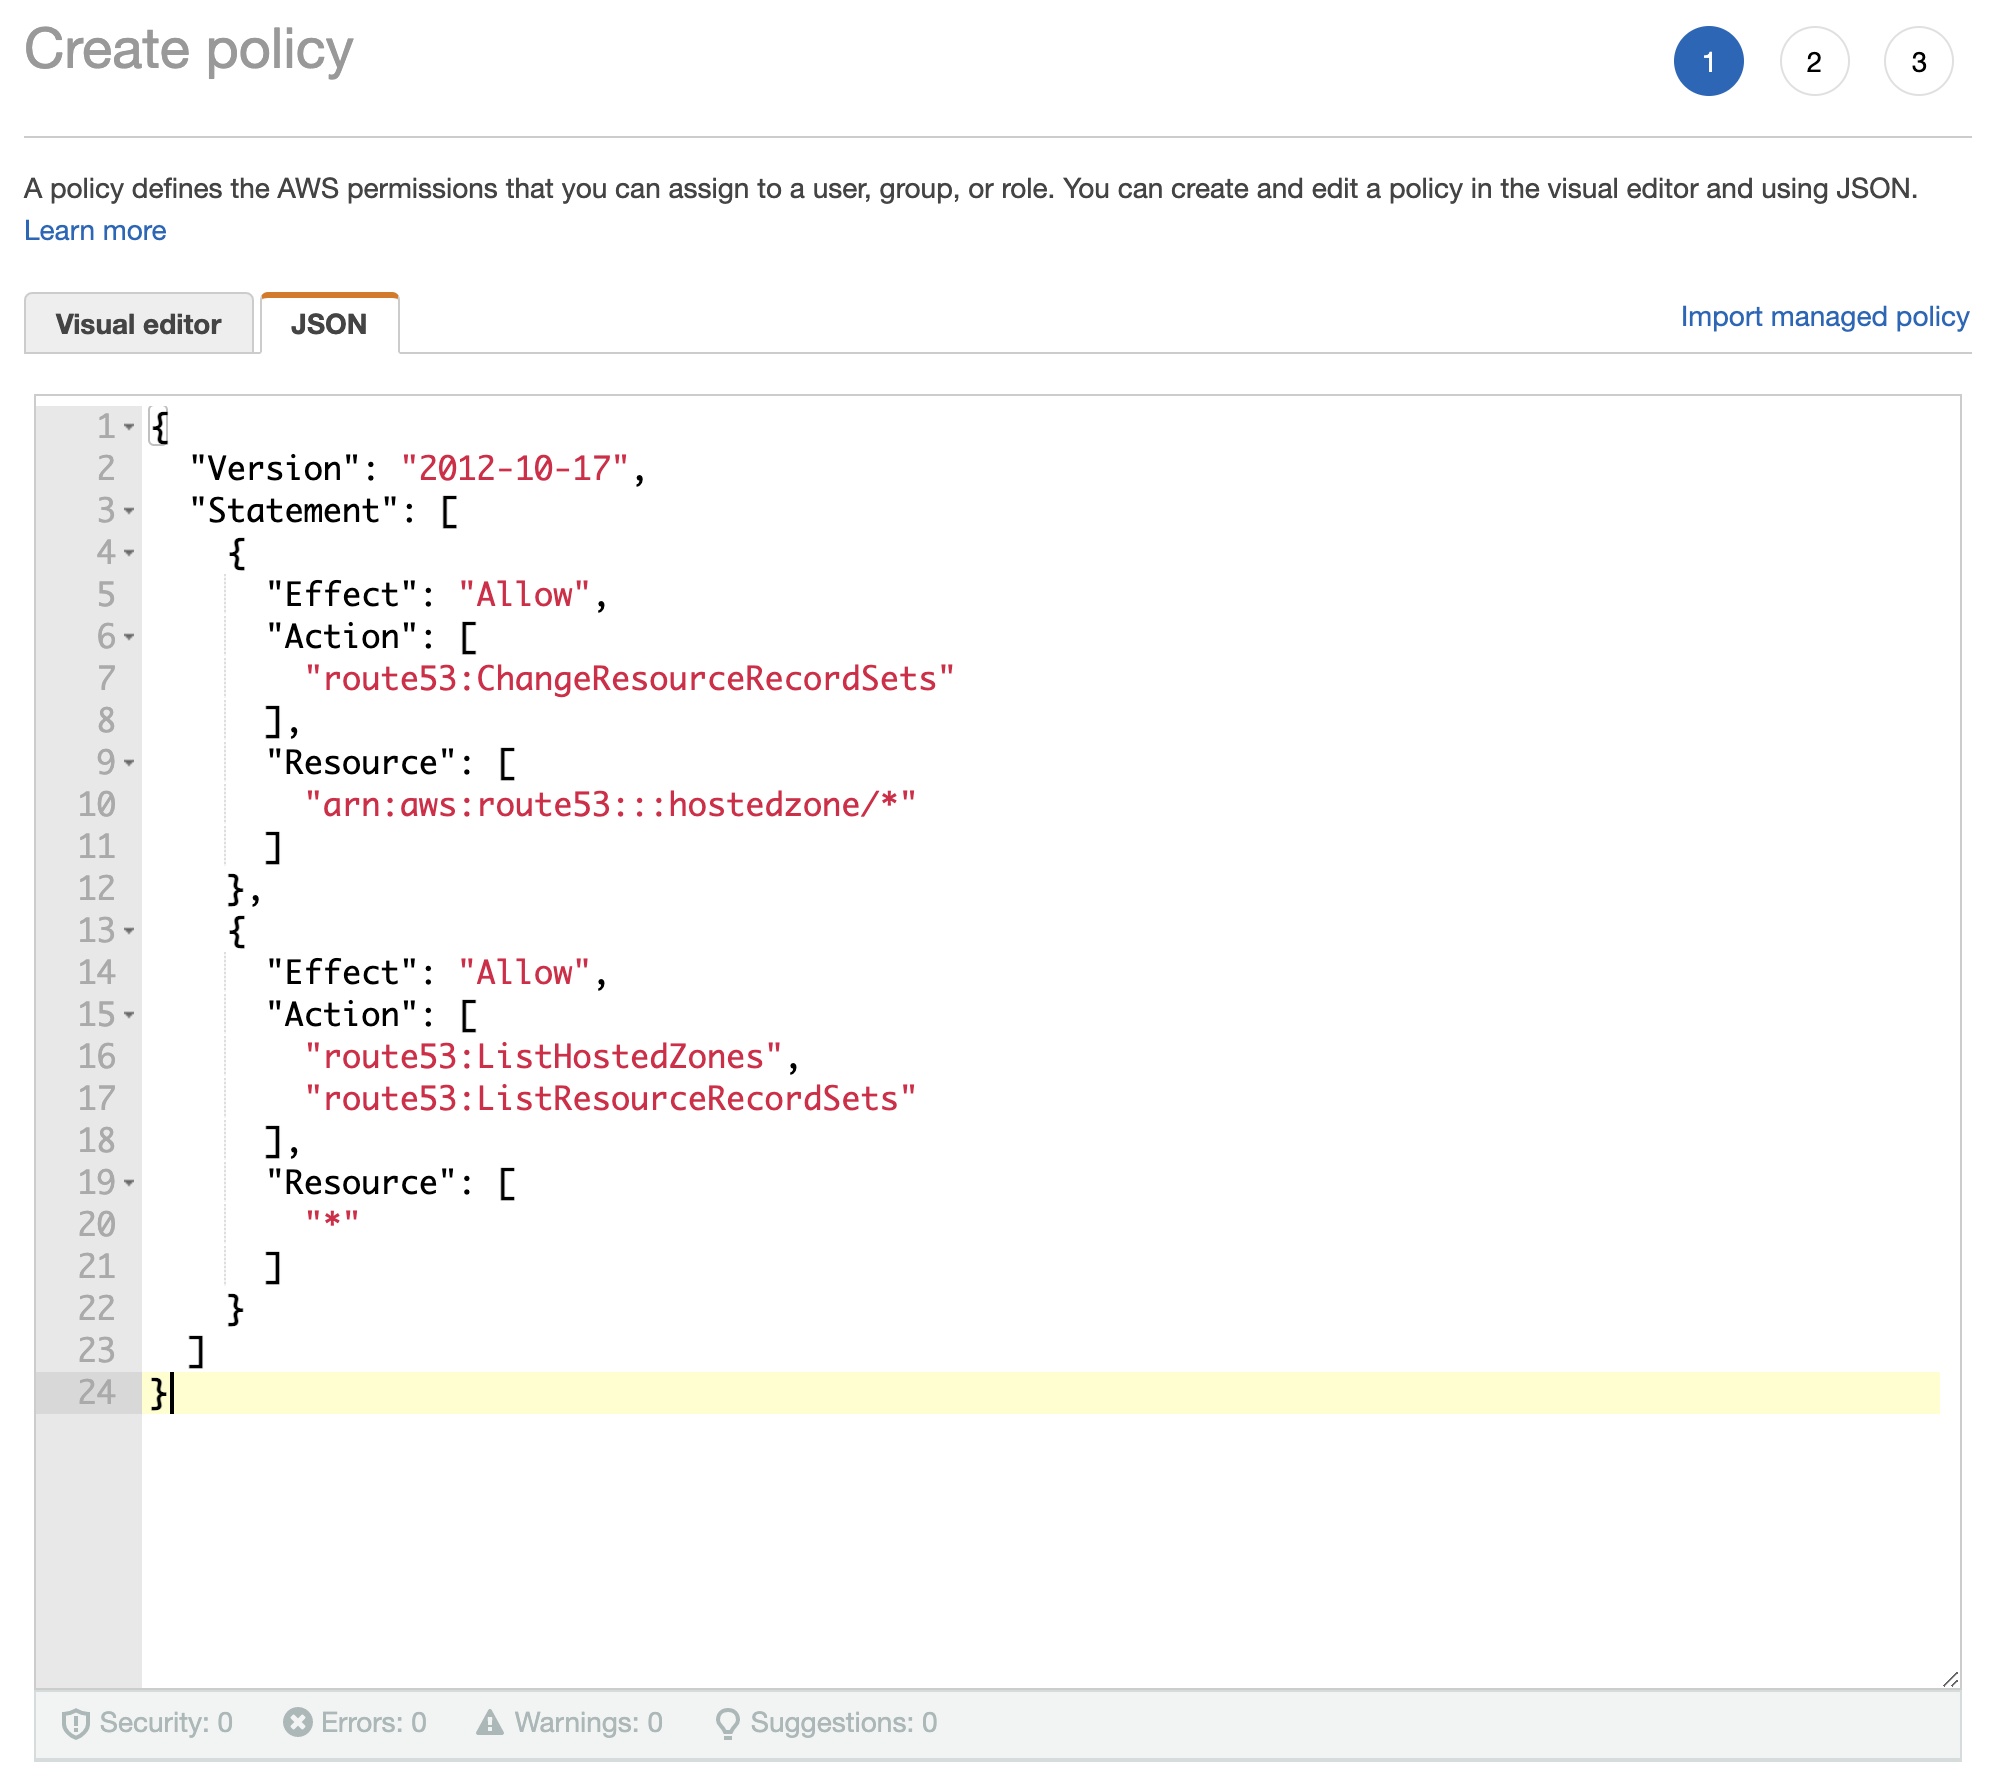 Create policy
1 2 3
A policy defines the AWS permissions that you can assign to a user, group, or role. You can create and edit a policy in the visual editor and using JSON.
Learn more
Visual editor JSON Import managed policy
1 {
2   "Version": "2012-10-17",
3   "Statement": [
4     {
5       "Effect": "Allow",
6       "Action": [
7         "route53:ChangeResourceRecordSets"
8       ],
9       "Resource": [
10         "arn:aws:route53:::hostedzone/*"
11       ]
12     },
13     {
14       "Effect": "Allow",
15       "Action": [
16         "route53:ListHostedZones",
17         "route53:ListResourceRecordSets"
18       ],
19       "Resource": [
20         "*"
21       ]
22     }
23   ]
24 }
Security: 0 Errors: 0 Warnings: 0 Suggestions: 0